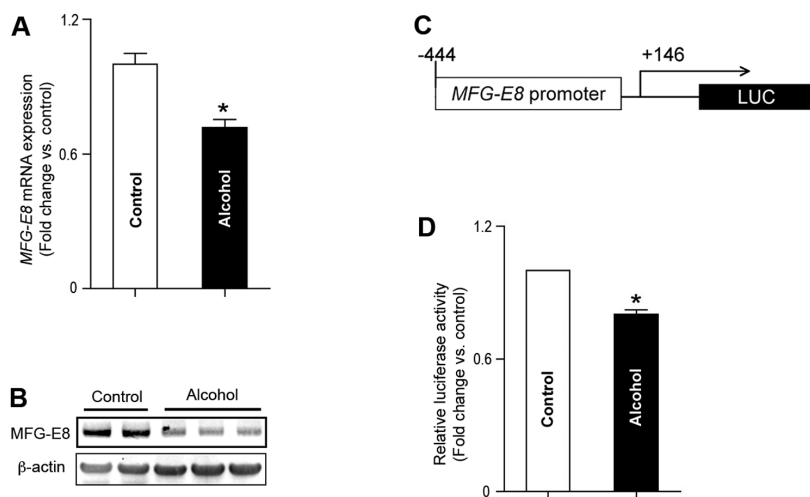 A
1.2
0.6
0
MFG-E8 mRNA expression
(Fold change vs. control)
*
Control
Alcohol
B
Control Alcohol
MFG-E8
β-actin
C
-444
+146
MFG-E8 promoter
LUC
D
1.2
0.6
0
Relative luciferase activity
(Fold change vs. control)
*
Control
Alcohol